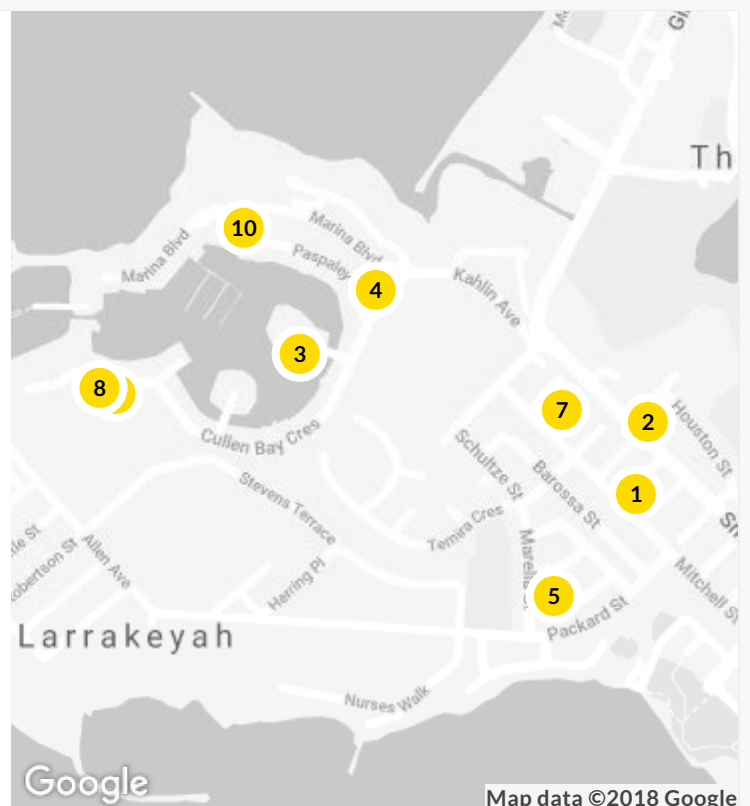 Gi
Th
10
Marina Blvd
Marina Blvd
Paspaley
4
Kahlin Ave
3
8
7
2
Houston St
Cullen Bay Cres
Schultze St
1
Barossa St
Stevens Terrace
Temira Cres
Sh
Allen Ave
Robertson St
Herring Pl
5
Mitchell St
Packard St
Larrakeyah
Nurses Walk
Google
Map data ©2018 Google